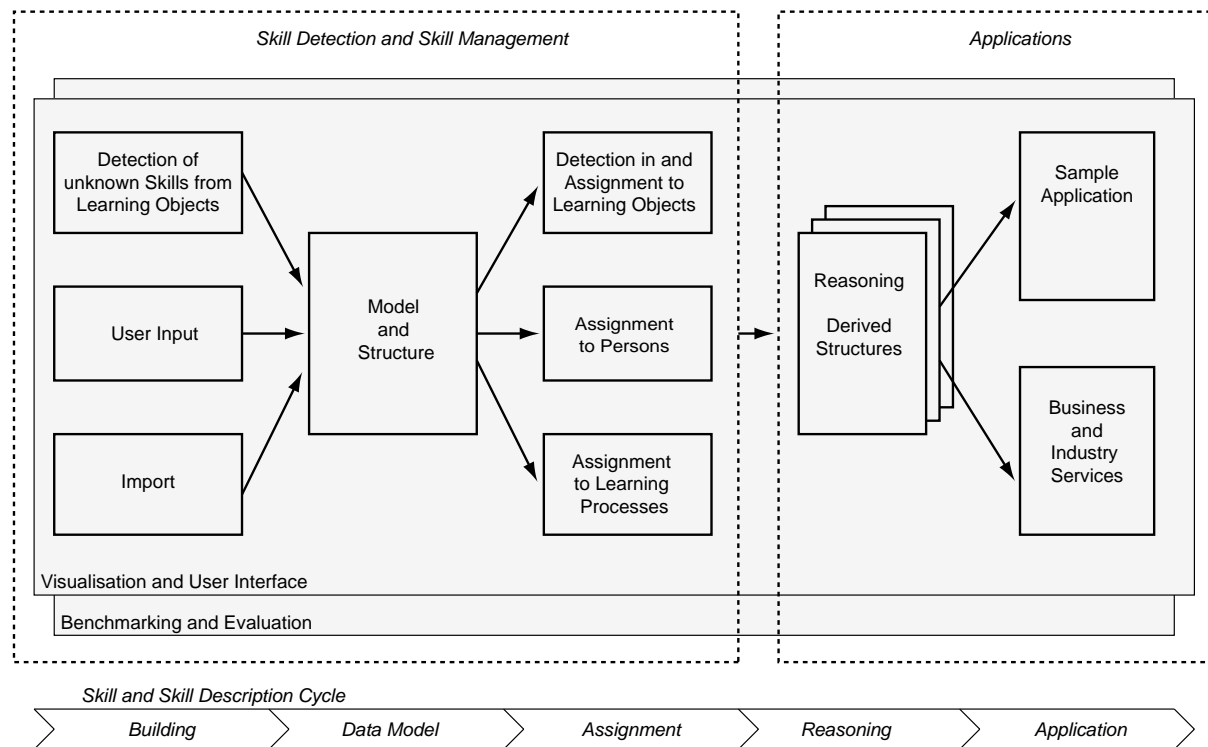 Skill Detection and Skill Management
Applications
Detection of
unknown Skills from
Learning Objects
User Input
Import
Model
and
Structure
Detection in and
Assignment to
Learning Objects
Assignment
to Persons
Assignment
to Learning
Processes
Reasoning
Derived
Structures
Sample
Application
Business
and
Industry
Services
Visualisation and User Interface
Benchmarking and Evaluation
Skill and Skill Description Cycle
Building
Data Model
Assignment
Reasoning
Application